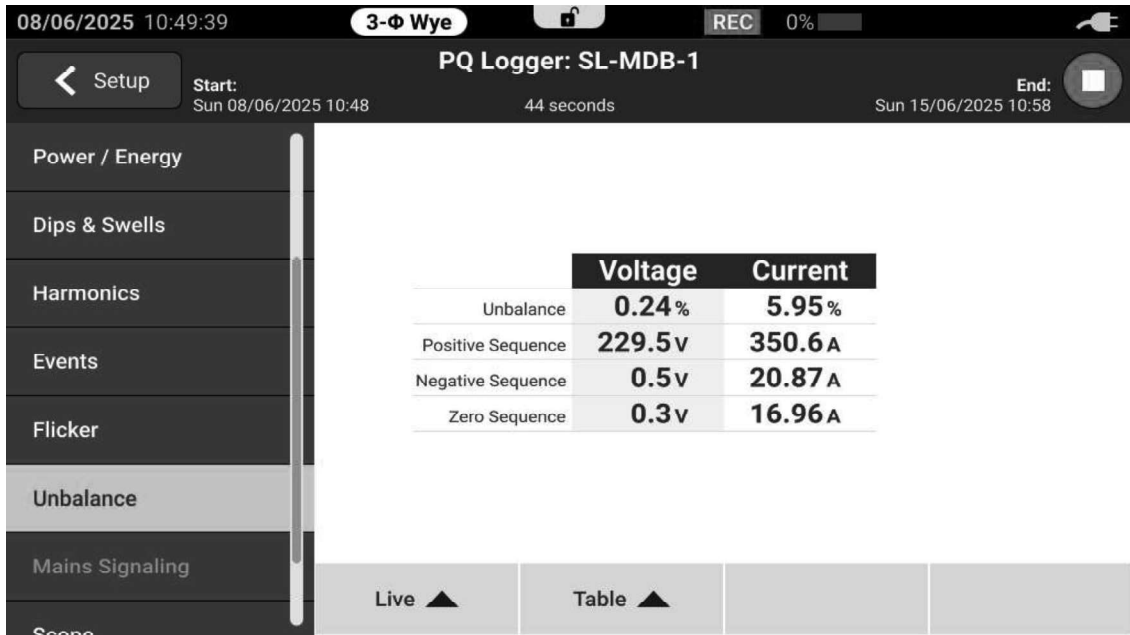 08/06/2025 10:49:39 3-Φ Wye REC 0%
PQ Logger: SL-MDB-1
Setup
Start: End:
Sun 08/06/2025 10:48 44 seconds Sun 15/06/2025 10:58
Power / Energy
Dips & Swells
Harmonics
Events
Flicker
Unbalance
Mains Signaling
Scope
Voltage Current
Unbalance 0.24% 5.95%
Positive Sequence 229.5V 350.6A
Negative Sequence 0.5V 20.87A
Zero Sequence 0.3V 16.96A
Live Table